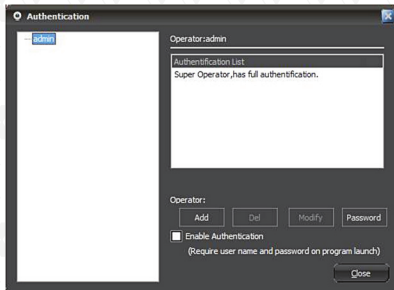 Authentication
admin
Operator:admin
Authentification List
Super Operator,has full authentification.
Operator:
Add Del Modify Password
Enable Authentication
(Require user name and password on program launch)
Close